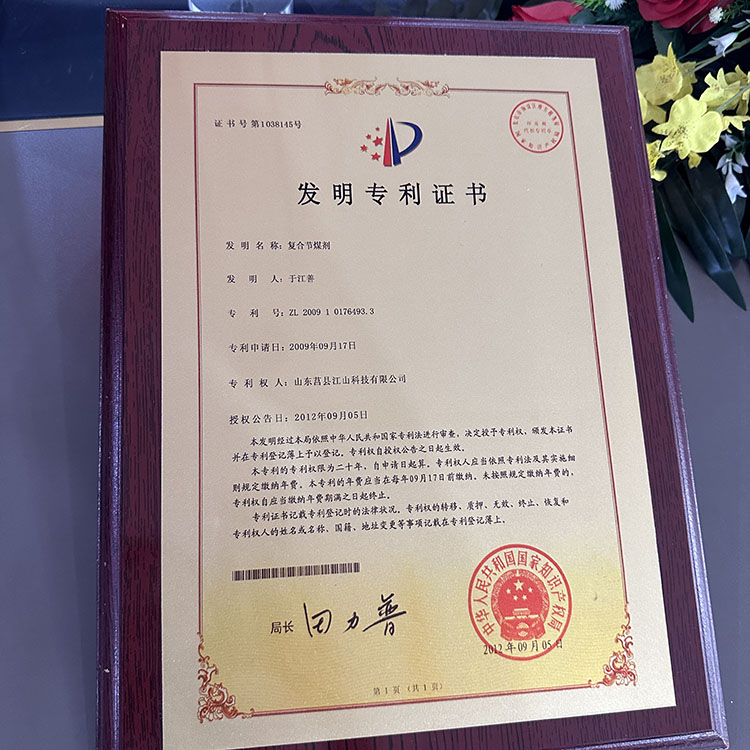 证书号第1038145号
发明专利证书
发明名称：复合节煤剂
发明人：于江善
专利号：ZL 2009 1 0176493.3
专利申请日：2009年09月17日
专利权人：山东莒县江山科技有限公司
授权公告日：2012年09月05日
本发明经过本局依照中华人民共和国专利法进行审查，决定授予专利权，颁发本证书
并在专利登记簿上予以登记。专利权自授权公告之日起生效。
本专利的专利权期限为二十年，自申请日起算。专利权人应当依照专利法及其实施细
则规定缴纳年费。本专利的年费应当在每年09月17日前缴纳。未按照规定缴纳年费的，
专利权自应当缴纳年费期满之日起终止。
专利证书记载专利权登记时的法律状况。专利权的转移、质押、无效、终止、恢复和
专利权人的姓名或名称、国籍、地址变更等事项记载在专利登记簿上。
局长
田力普
中华人民共和国国家知识产权局
2012年09月05日
第1页（共1页）